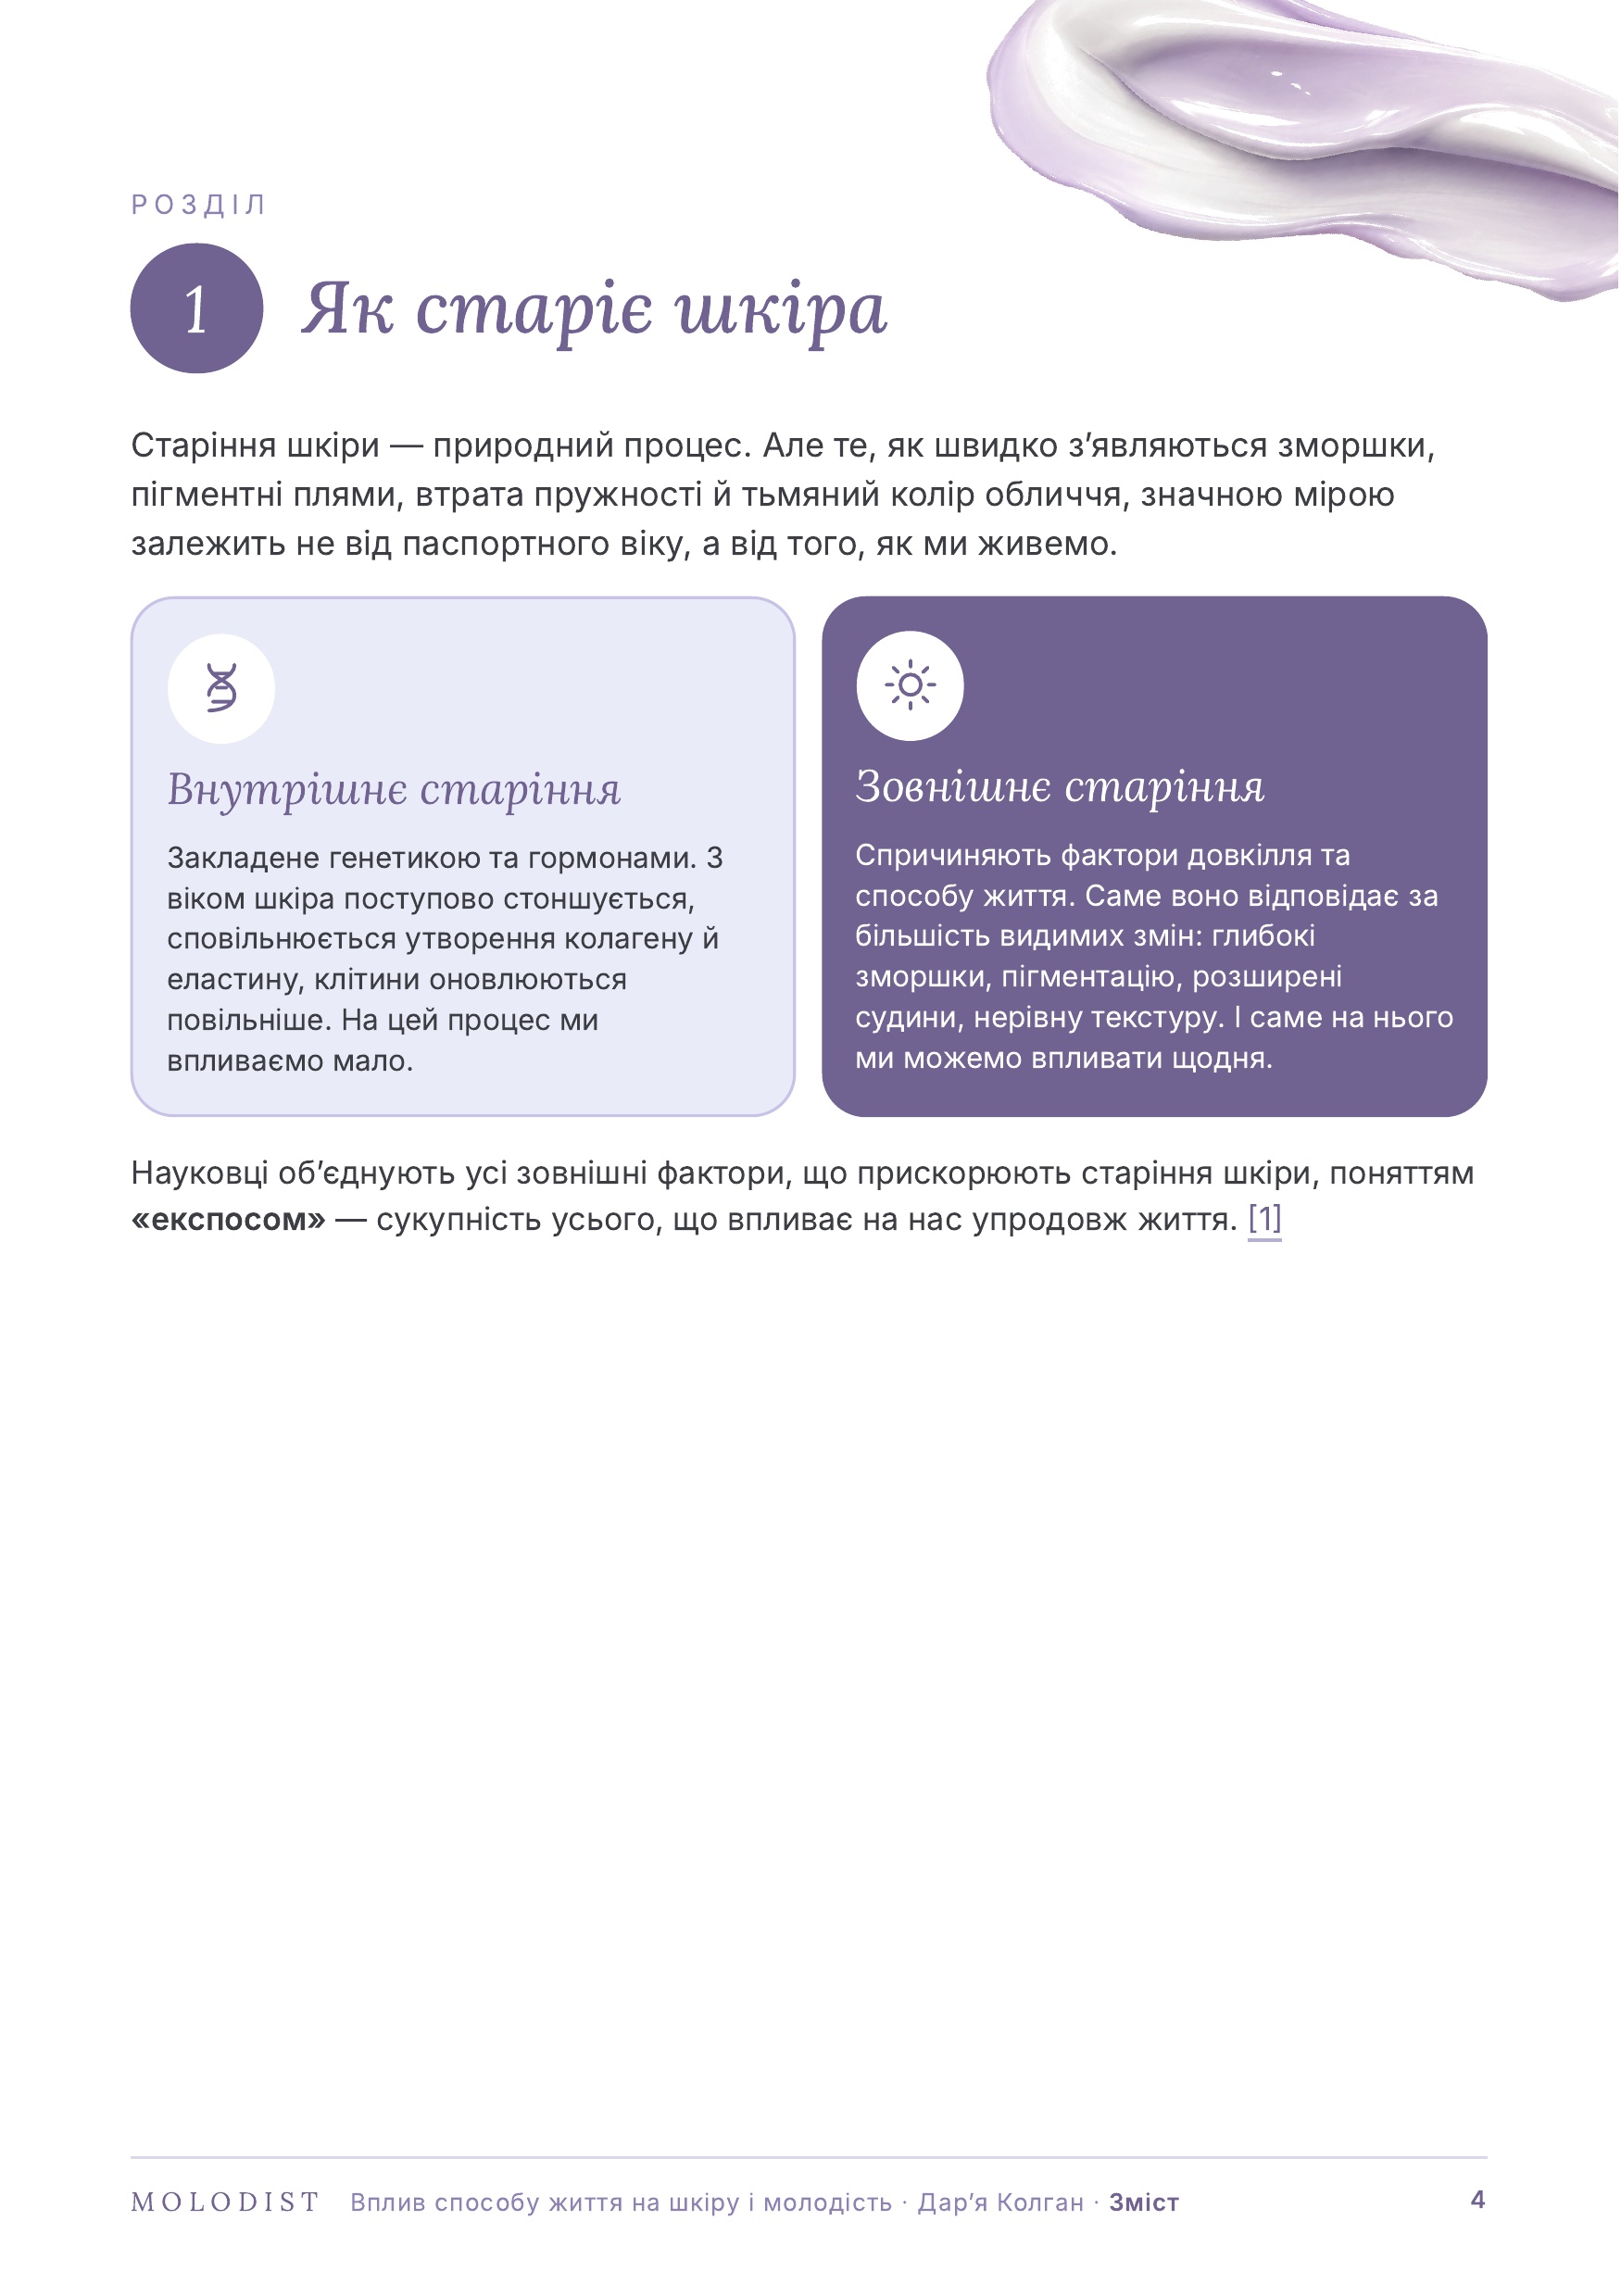 РОЗДІЛ
1
Як старіє шкіра
Старіння шкіри — природний процес. Але те, як швидко з’являються зморшки,
пігментні плями, втрата пружності й тьмяний колір обличчя, значною мірою
залежить не від паспортного віку, а від того, як ми живемо.
Внутрішнє старіння
Закладене генетикою та гормонами. З
віком шкіра поступово стоншується,
сповільнюється утворення колагену й
еластину, клітини оновлюються
повільніше. На цей процес ми
впливаємо мало.
Зовнішнє старіння
Спричиняють фактори довкілля та
способу життя. Саме воно відповідає за
більшість видимих змін: глибокі
зморшки, пігментацію, розширені
судини, нерівну текстуру. І саме на нього
ми можемо впливати щодня.
Науковці об’єднують усі зовнішні фактори, що прискорюють старіння шкіри, поняттям
«експосом» — сукупність усього, що впливає на нас упродовж життя. [1]
MOLODIST Вплив способу життя на шкіру і молодість · Дар’я Колган · Зміст 4